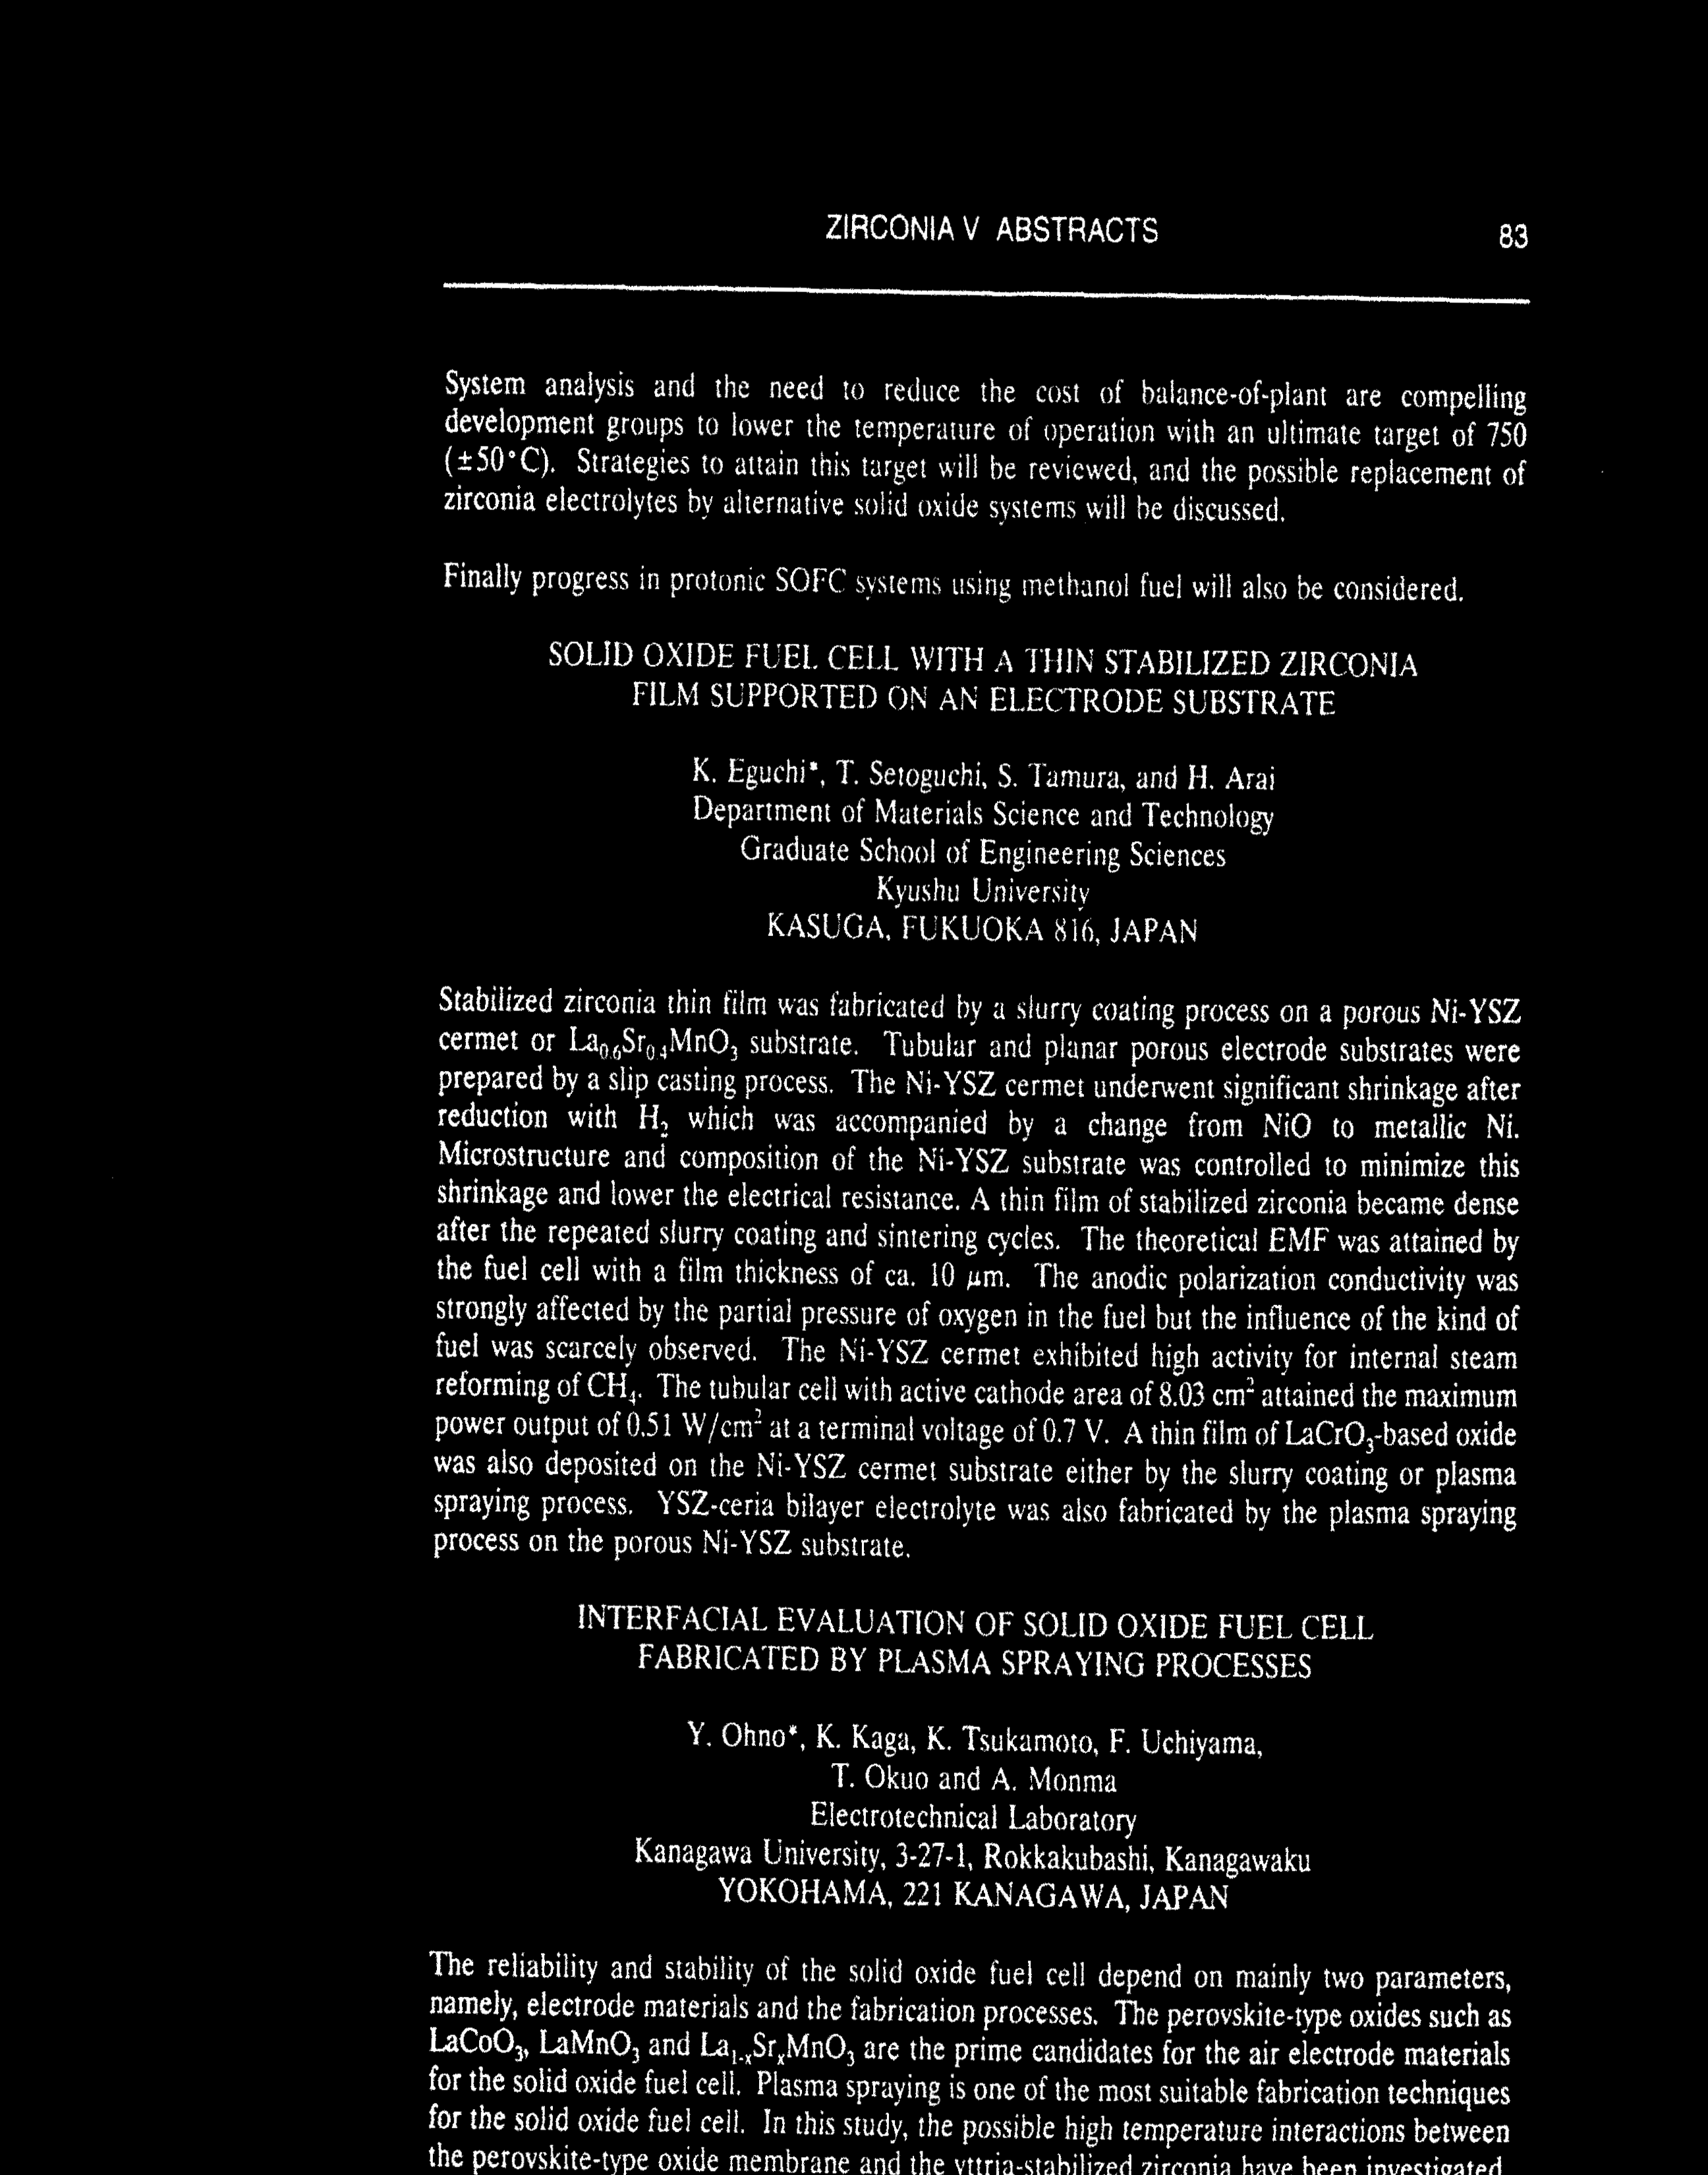 ZIRCONIA V ABSTRACTS 83
System analysis and the need to reduce the cost of balance-of-plant are compelling
development groups to lower the temperature of operation with an ultimate target of 750
(±50°C). Strategies to attain this target will be reviewed, and the possible replacement of
zirconia electrolytes by alternative solid oxide systems will be discussed.
Finally progress in protonic SOFC systems using methanol fuel will also be considered.
SOLID OXIDE FUEL CELL WITH A THIN STABILIZED ZIRCONIA
FILM SUPPORTED ON AN ELECTRODE SUBSTRATE
K. Eguchi*, T. Setoguchi, S. Tamura, and H. Arai
Department of Materials Science and Technology
Graduate School of Engineering Sciences
Kyushu University
KASUGA, FUKUOKA 816, JAPAN
Stabilized zirconia thin film was fabricated by a slurry coating process on a porous Ni-YSZ
cermet or La₀.₆Sr₀.₄MnO₃ substrate. Tubular and planar porous electrode substrates were
prepared by a slip casting process. The Ni-YSZ cermet underwent significant shrinkage after
reduction with H₂ which was accompanied by a change from NiO to metallic Ni.
Microstructure and composition of the Ni-YSZ substrate was controlled to minimize this
shrinkage and lower the electrical resistance. A thin film of stabilized zirconia became dense
after the repeated slurry coating and sintering cycles. The theoretical EMF was attained by
the fuel cell with a film thickness of ca. 10 μm. The anodic polarization conductivity was
strongly affected by the partial pressure of oxygen in the fuel but the influence of the kind of
fuel was scarcely observed. The Ni-YSZ cermet exhibited high activity for internal steam
reforming of CH₄. The tubular cell with active cathode area of 8.03 cm² attained the maximum
power output of 0.51 W/cm² at a terminal voltage of 0.7 V. A thin film of LaCrO₃-based oxide
was also deposited on the Ni-YSZ cermet substrate either by the slurry coating or plasma
spraying process. YSZ-ceria bilayer electrolyte was also fabricated by the plasma spraying
process on the porous Ni-YSZ substrate.
INTERFACIAL EVALUATION OF SOLID OXIDE FUEL CELL
FABRICATED BY PLASMA SPRAYING PROCESSES
Y. Ohno*, K. Kaga, K. Tsukamoto, F. Uchiyama,
T. Okuo and A. Monma
Electrotechnical Laboratory
Kanagawa University, 3-27-1, Rokkakubashi, Kanagawaku
YOKOHAMA, 221 KANAGAWA, JAPAN
The reliability and stability of the solid oxide fuel cell depend on mainly two parameters,
namely, electrode materials and the fabrication processes. The perovskite-type oxides such as
LaCoO₃, LaMnO₃ and La₁₋ₓSrₓMnO₃ are the prime candidates for the air electrode materials
for the solid oxide fuel cell. Plasma spraying is one of the most suitable fabrication techniques
for the solid oxide fuel cell. In this study, the possible high temperature interactions between
the perovskite-type oxide membrane and the yttria-stabilized zirconia have been investigated.